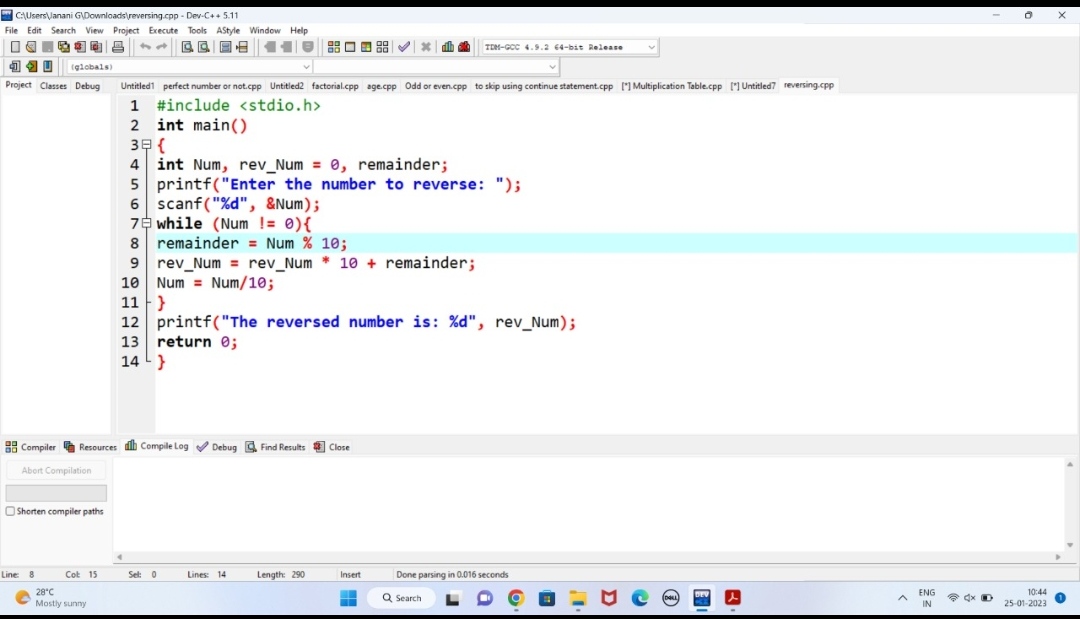 C:\Users\Janani G\Downloads\reversing.cpp - Dev-C++ 5.11
File Edit Search View Project Execute Tools AStyle Window Help
TDM-GCC 4.9.2 64-bit Release
(globals)
Project Classes Debug Untitled1 perfect number or not.cpp Untitled2 factorial.cpp age.cpp Odd or even.cpp to skip using continue statement.cpp [*] Multiplication Table.cpp [*] Untitled7 reversing.cpp
1 #include <stdio.h>
2 int main()
3 {
4 int Num, rev_Num = 0, remainder;
5 printf("Enter the number to reverse: ");
6 scanf("%d", &Num);
7 while (Num != 0){
8 remainder = Num % 10;
9 rev_Num = rev_Num * 10 + remainder;
10 Num = Num/10;
11 }
12 printf("The reversed number is: %d", rev_Num);
13 return 0;
14 }
Compiler Resources Compile Log Debug Find Results Close
Abort Compilation
Shorten compiler paths
Line: 8 Col: 15 Sel: 0 Lines: 14 Length: 290 Insert Done parsing in 0.016 seconds
28°C
Mostly sunny
Search
DELL
DEV
ENG
IN
10:44
25-01-2023
1